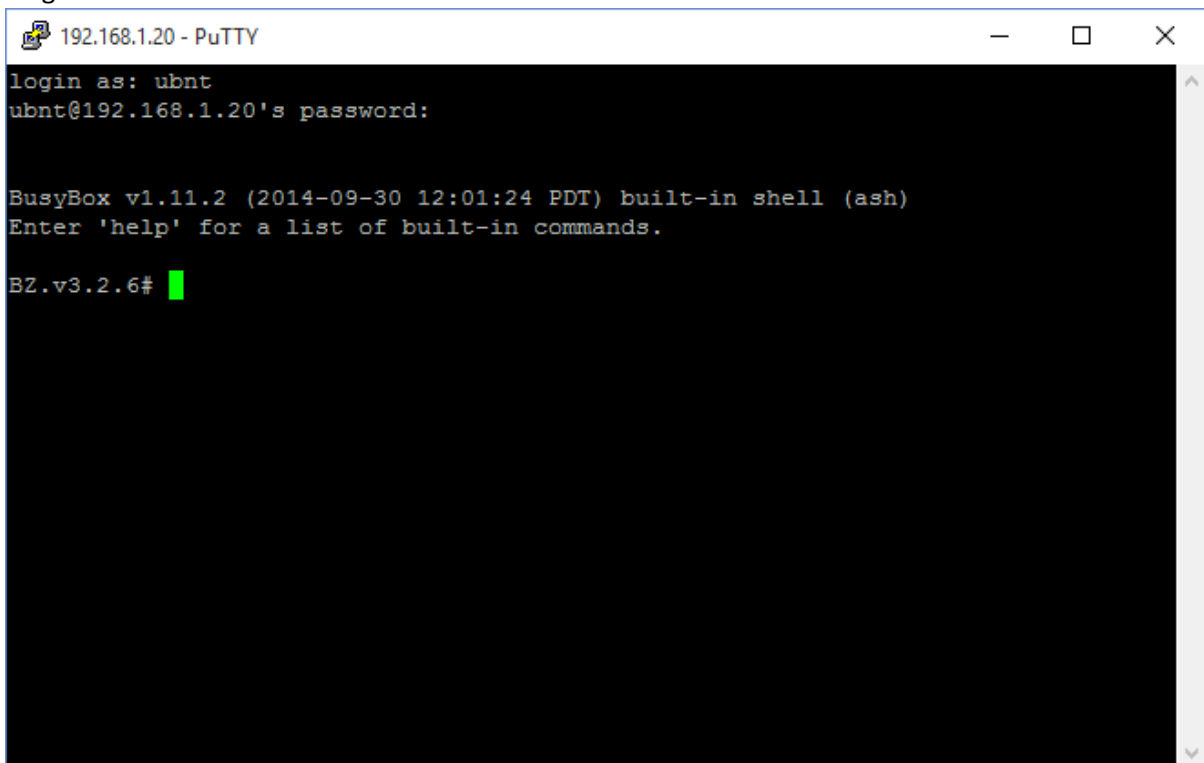 192.168.1.20 - PuTTY
login as: ubnt
ubnt@192.168.1.20's password:
BusyBox v1.11.2 (2014-09-30 12:01:24 PDT) built-in shell (ash)
Enter 'help' for a list of built-in commands.
BZ.v3.2.6#